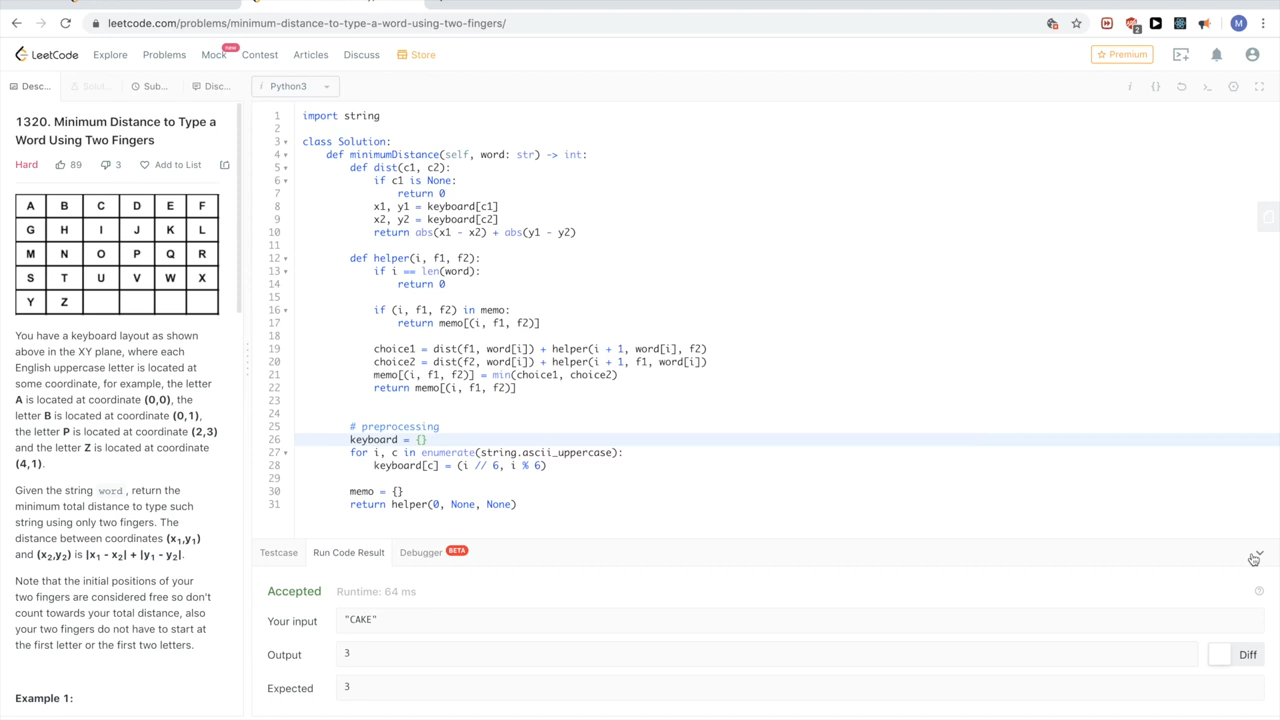 leetcode.com/problems/minimum-distance-to-type-a-word-using-two-fingers/
2
M
LeetCode Explore Problems Mock new Contest Articles Discuss Store Premium
Desc... Solut... Sub... Disc...
i Python3
1320. Minimum Distance to Type a
Word Using Two Fingers
Hard 89 3 Add to List
A B C D E F
G H I J K L
M N O P Q R
S T U V W X
Y Z
You have a keyboard layout as shown
above in the XY plane, where each
English uppercase letter is located at
some coordinate, for example, the letter
A is located at coordinate (0,0), the
letter B is located at coordinate (0,1),
the letter P is located at coordinate (2,3)
and the letter Z is located at coordinate
(4,1).
Given the string word , return the
minimum total distance to type such
string using only two fingers. The
distance between coordinates (x1,y1)
and (x2,y2) is |x1 - x2| + |y1 - y2|.
Note that the initial positions of your
two fingers are considered free so don't
count towards your total distance, also
your two fingers do not have to start at
the first letter or the first two letters.
Example 1:
1 import string
2
3 class Solution:
4 def minimumDistance(self, word: str) -> int:
5 def dist(c1, c2):
6 if c1 is None:
7 return 0
8 x1, y1 = keyboard[c1]
9 x2, y2 = keyboard[c2]
10 return abs(x1 - x2) + abs(y1 - y2)
11
12 def helper(i, f1, f2):
13 if i == len(word):
14 return 0
15
16 if (i, f1, f2) in memo:
17 return memo[(i, f1, f2)]
18
19 choice1 = dist(f1, word[i]) + helper(i + 1, word[i], f2)
20 choice2 = dist(f2, word[i]) + helper(i + 1, f1, word[i])
21 memo[(i, f1, f2)] = min(choice1, choice2)
22 return memo[(i, f1, f2)]
23
24
25 # preprocessing
26 keyboard = {}
27 for i, c in enumerate(string.ascii_uppercase):
28 keyboard[c] = (i // 6, i % 6)
29
30 memo = {}
31 return helper(0, None, None)
Testcase Run Code Result Debugger BETA
Accepted Runtime: 64 ms
Your input "CAKE"
Output 3 Diff
Expected 3